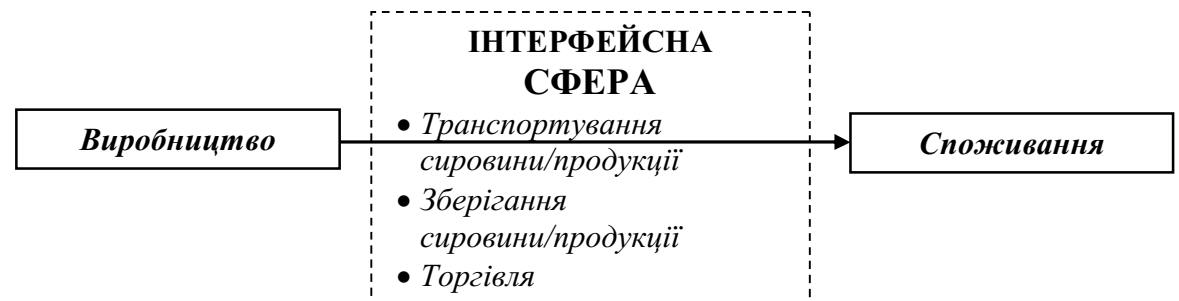 ІНТЕРФЕЙСНА
СФЕРА
Виробництво
• Транспортування
сировини/продукції
• Зберігання
сировини/продукції
• Торгівля
Споживання